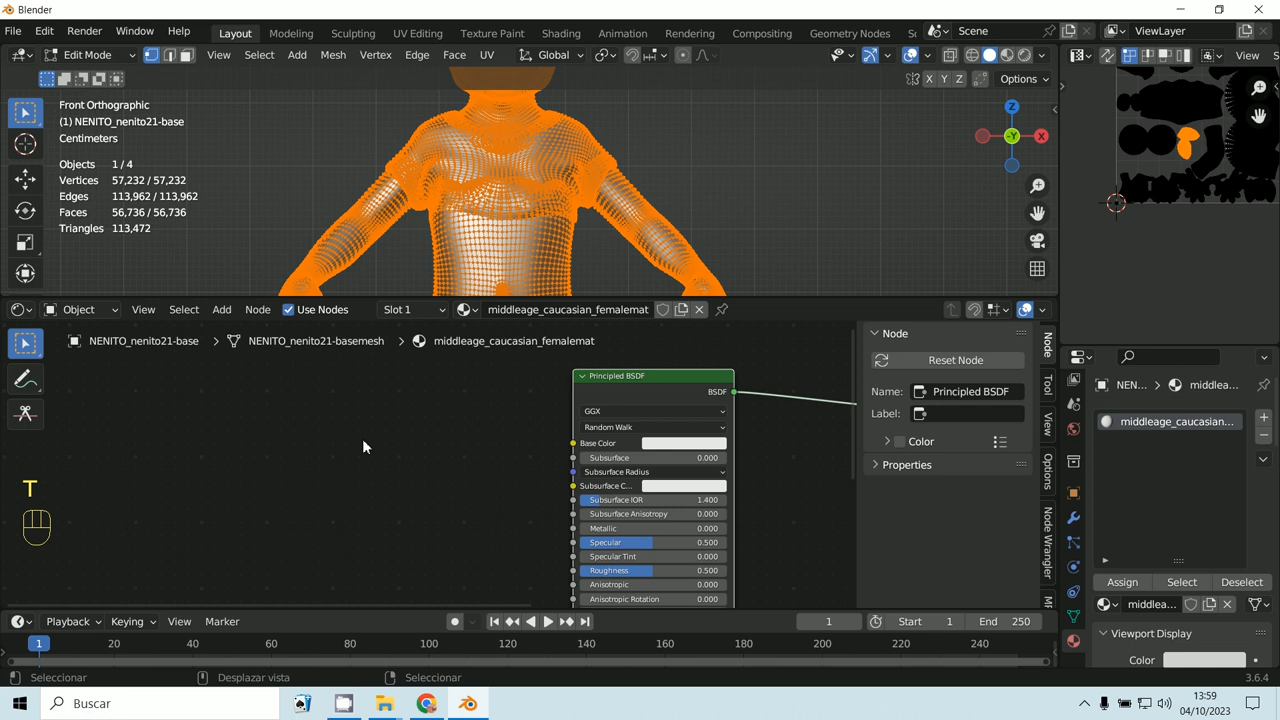 Blender
File Edit Render Window Help Layout Modeling Sculpting UV Editing Texture Paint Shading Animation Rendering Compositing Geometry Nodes Sc Scene ViewLayer
Edit Mode View Select Add Mesh Vertex Edge Face UV Global View S
X Y Z Options
Front Orthographic
(1) NENITO_nenito21-base
Centimeters
Objects 1 / 4
Vertices 57,232 / 57,232
Edges 113,962 / 113,962
Faces 56,736 / 56,736
Triangles 113,472
Z
-Y
X
Object View Select Add Node Use Nodes Slot 1 middleage_caucasian_femalemat
NENITO_nenito21-base > NENITO_nenito21-basemesh > middleage_caucasian_femalemat
Principled BSDF
BSDF
GGX
Random Walk
Base Color
Subsurface 0.000
Subsurface Radius
Subsurface C...
Subsurface IOR 1.400
Subsurface Anisotropy 0.000
Metallic 0.000
Specular 0.500
Specular Tint 0.000
Roughness 0.500
Anisotropic 0.000
Anisotropic Rotation 0.000
Node
Reset Node
Name: Principled BSDF
Label:
Color
Properties
Node
Tool
View
Options
Node Wrangler
NEN... > middlea...
middleage_caucasian...
Assign Select Deselect
middlea...
Viewport Display
Color
T
Playback Keying View Marker 1 Start 1 End 250
1 20 40 60 80 100 120 140 160 180 200 220 240
Seleccionar Desplazar vista Seleccionar 3.6.4
Buscar
13:59
04/10/2023